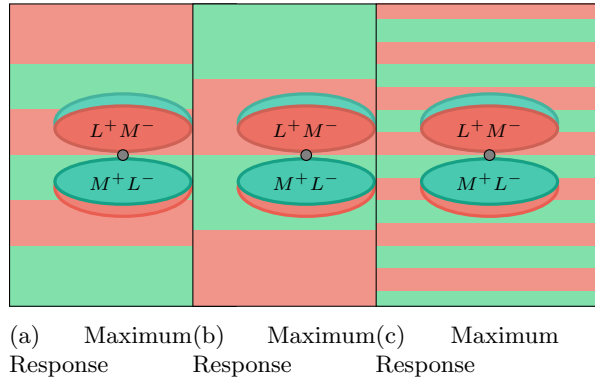 L⁺M⁻ L⁺M⁻ L⁺M⁻
M⁺L⁻ M⁺L⁻ M⁺L⁻
(a) Maximum Response
(b) Maximum Response
(c) Maximum Response